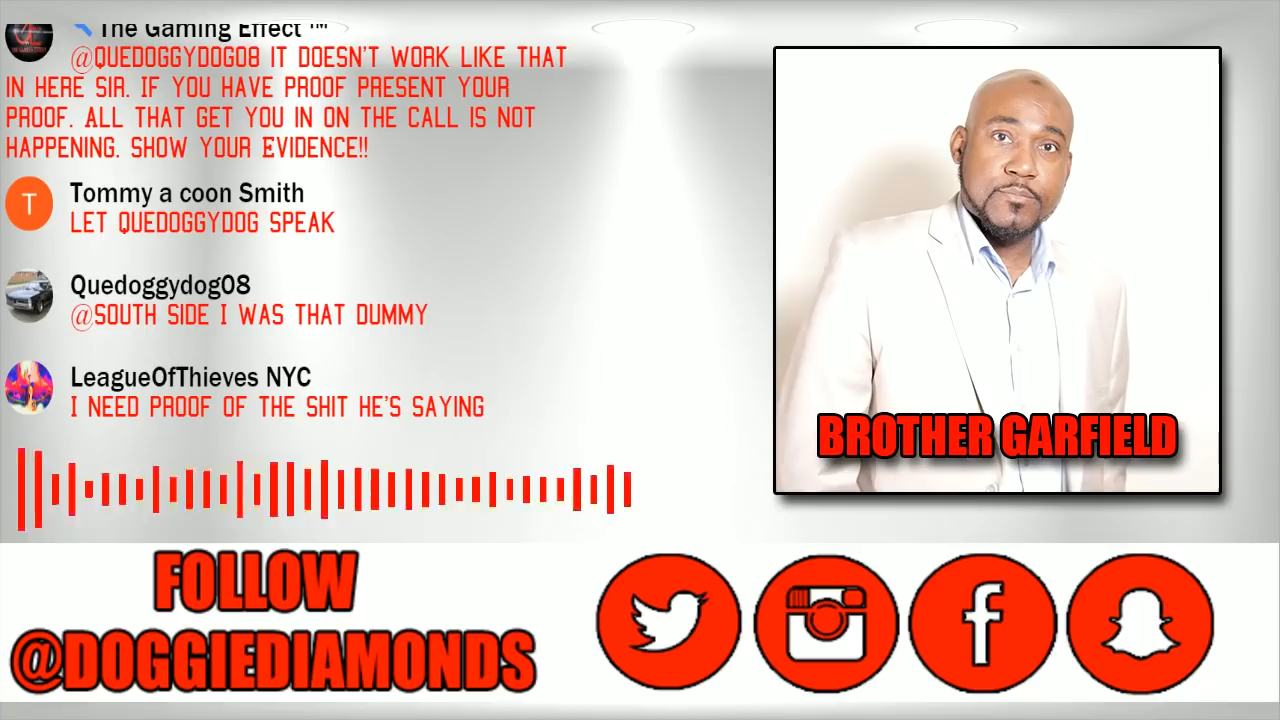 The Gaming Effect ™
@QUEDOGGYDOG08 IT DOESN'T WORK LIKE THAT
IN HERE SIR. IF YOU HAVE PROOF PRESENT YOUR
PROOF. ALL THAT GET YOU IN ON THE CALL IS NOT
HAPPENING. SHOW YOUR EVIDENCE!!
T
Tommy a coon Smith
LET QUEDOGGYDOG SPEAK
Quedoggydog08
@SOUTH SIDE I WAS THAT DUMMY
LeagueOfThieves NYC
I NEED PROOF OF THE SHIT HE'S SAYING
BROTHER GARFIELD
FOLLOW
@DOGGIEDIAMONDS